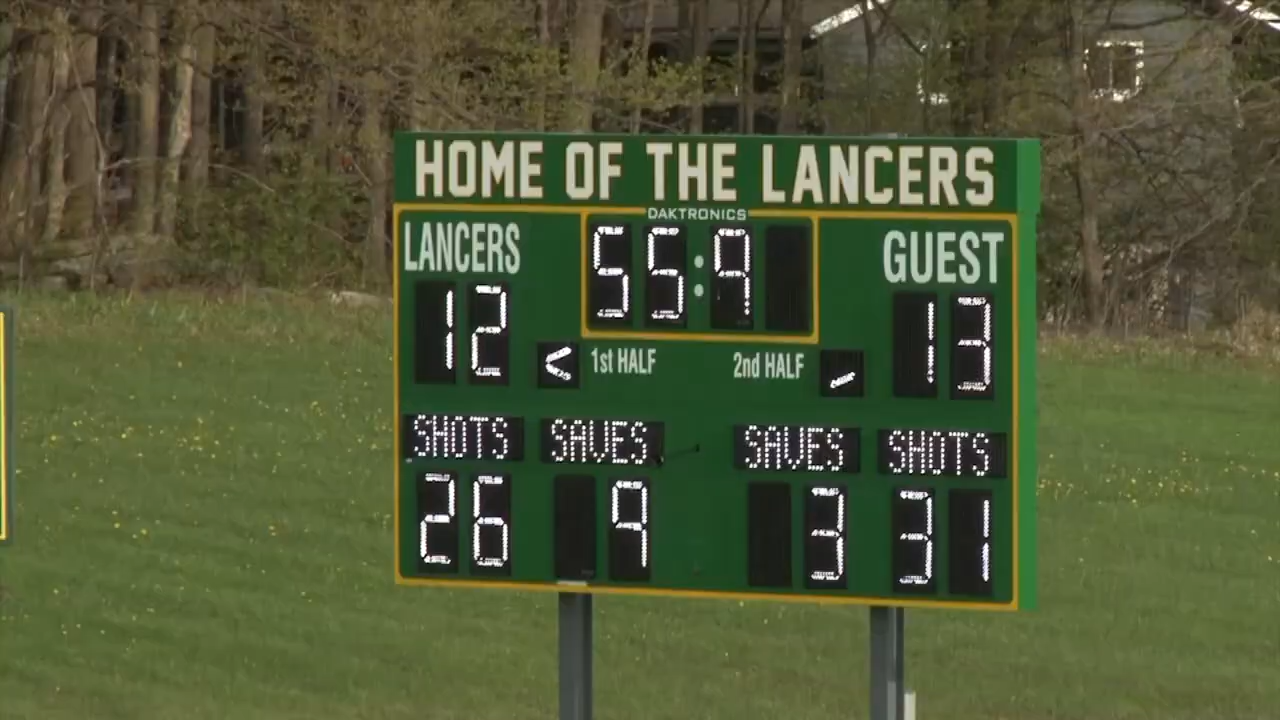 HOME OF THE LANCERS
DAKTRONICS
LANCERS 55:9 GUEST
12 13
< 1st HALF 2nd HALF
SHOTS SAVES SAVES SHOTS
26 9 3 31